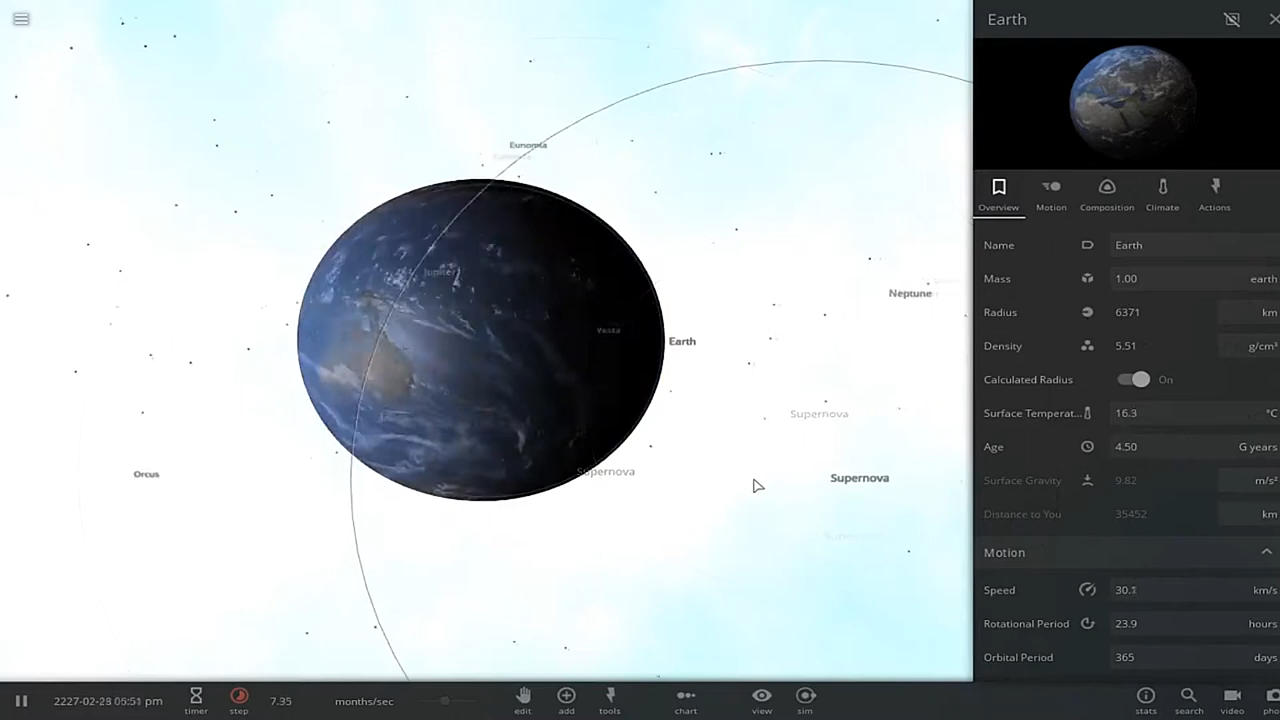 Earth
Overview
Motion
Composition
Climate
Actions
Name Earth
Mass 1.00 earth
Radius 6371 km
Density 5.51 g/cm³
Calculated Radius On
Surface Temperat... 16.3 °C
Age 4.50 G years
Surface Gravity 9.82 m/s²
Distance to You 35452 km
Motion
Speed 30.1 km/s
Rotational Period 23.9 hours
Orbital Period 365 days
Eunomia
Jupiter
Neptune
Vesta
Earth
Supernova
Supernova
Orcus
Supernova
Supernova
2227-02-28 05:51 pm
timer
step
7.35 months/sec
edit
add
tools
chart
view
sim
stats
search
video
pho